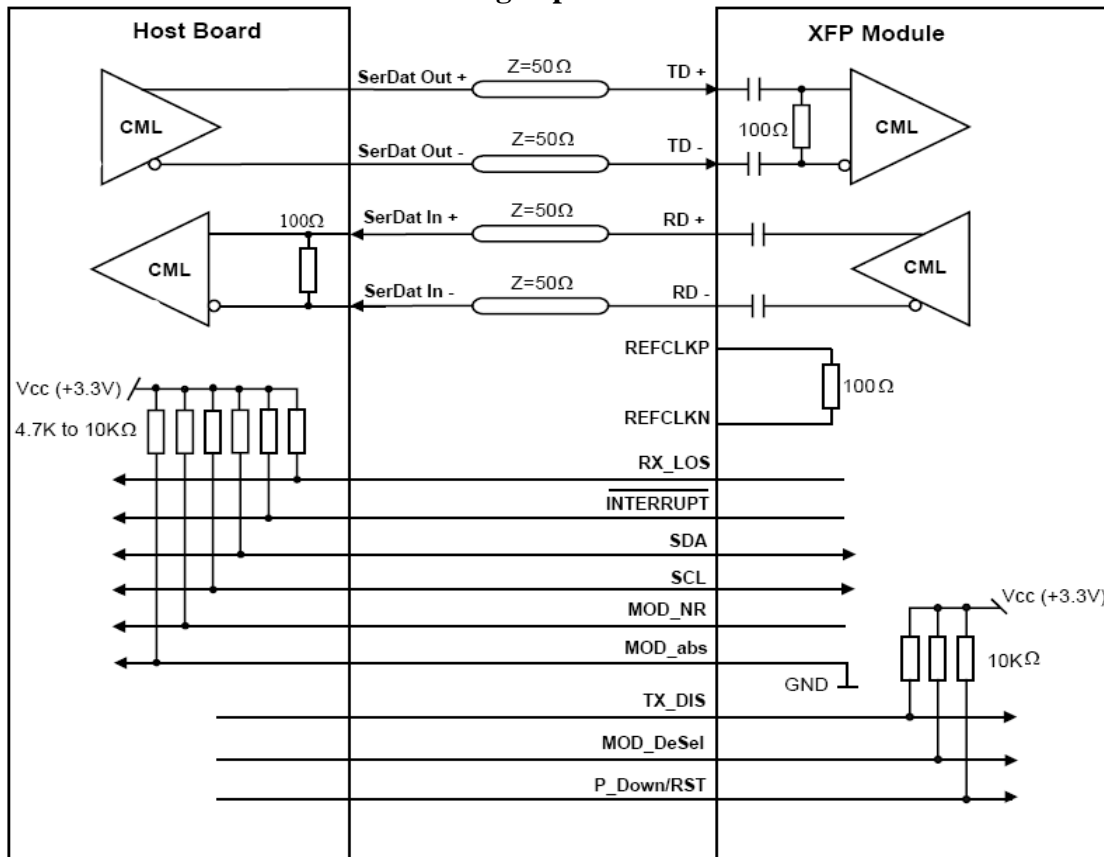 Host Board
XFP Module
SerDat Out +
Z=50Ω
TD +
CML
100Ω
CML
SerDat Out -
Z=50Ω
TD -
SerDat In +
Z=50Ω
RD +
100Ω
CML
CML
SerDat In -
Z=50Ω
RD -
REFCLKP
100Ω
REFCLKN
Vcc (+3.3V)
4.7K to 10KΩ
RX_LOS
INTERRUPT
SDA
SCL
MOD_NR
MOD_abs
Vcc (+3.3V)
10KΩ
GND
TX_DIS
MOD_DeSel
P_Down/RST